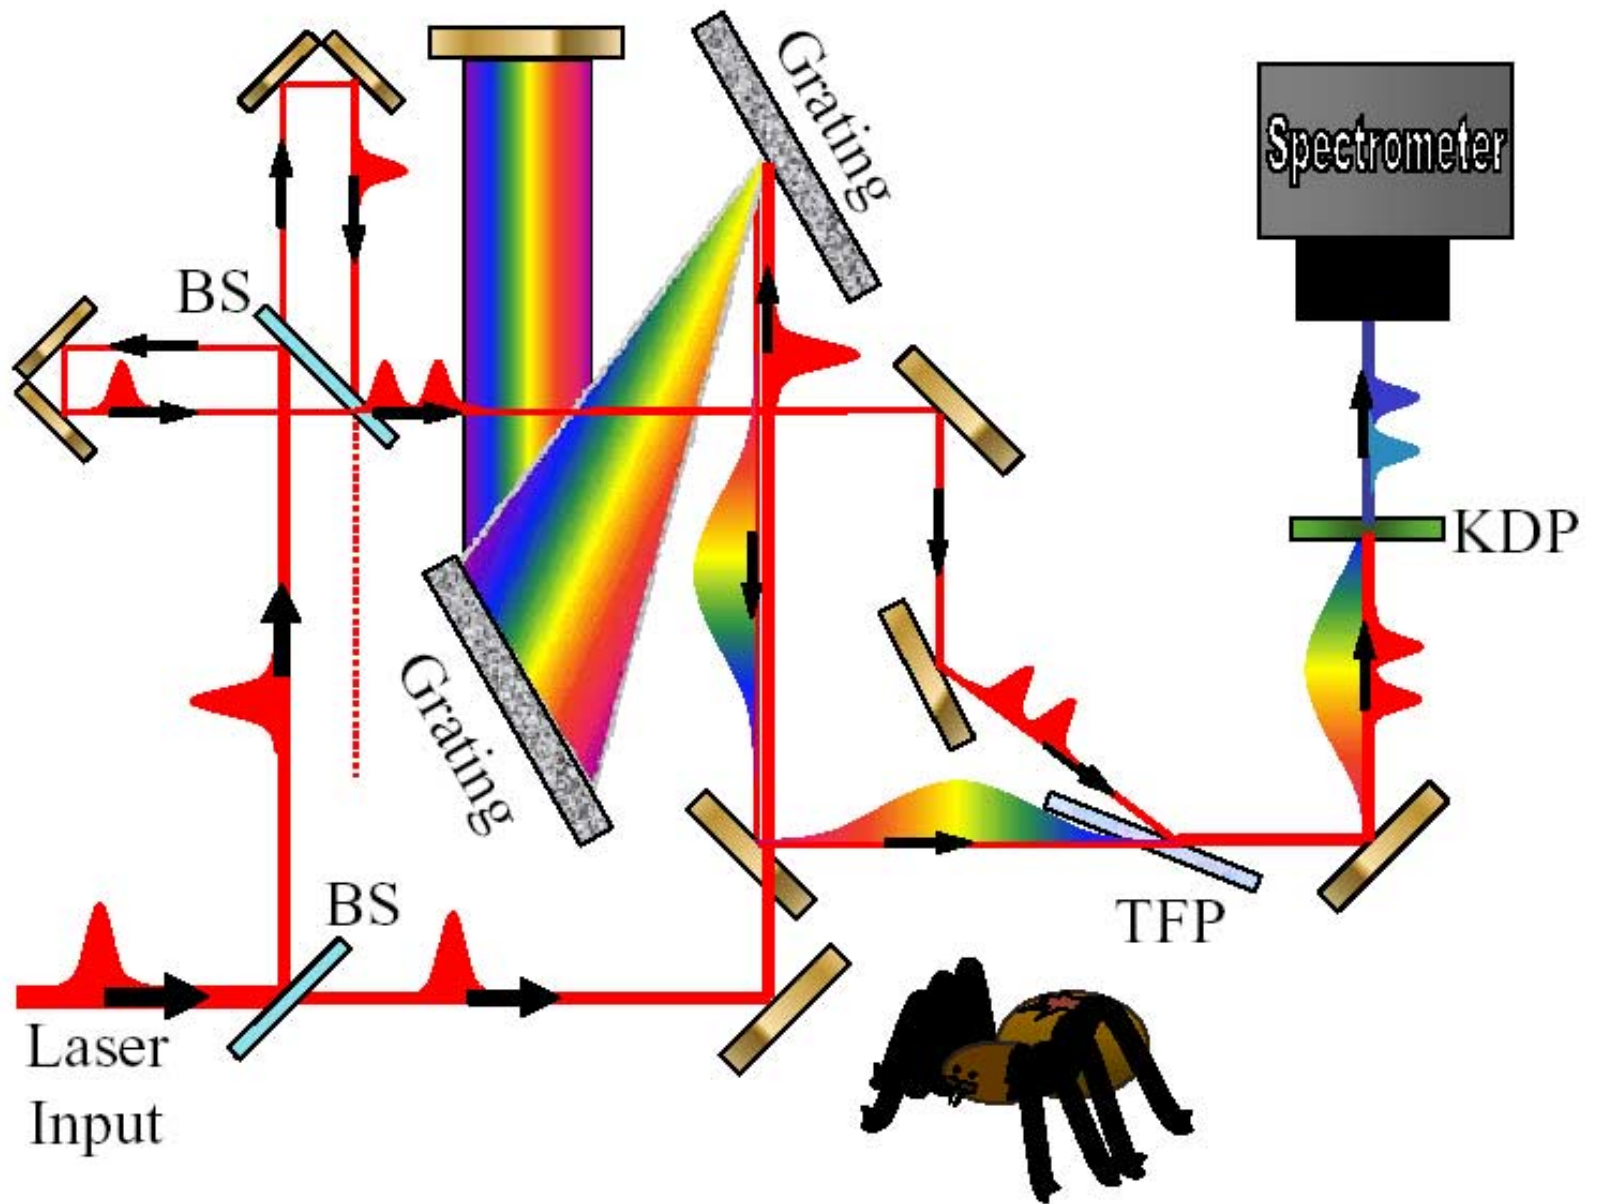 Grating
Spectrometer
BS
KDP
Grating
BS
TFP
Laser
Input